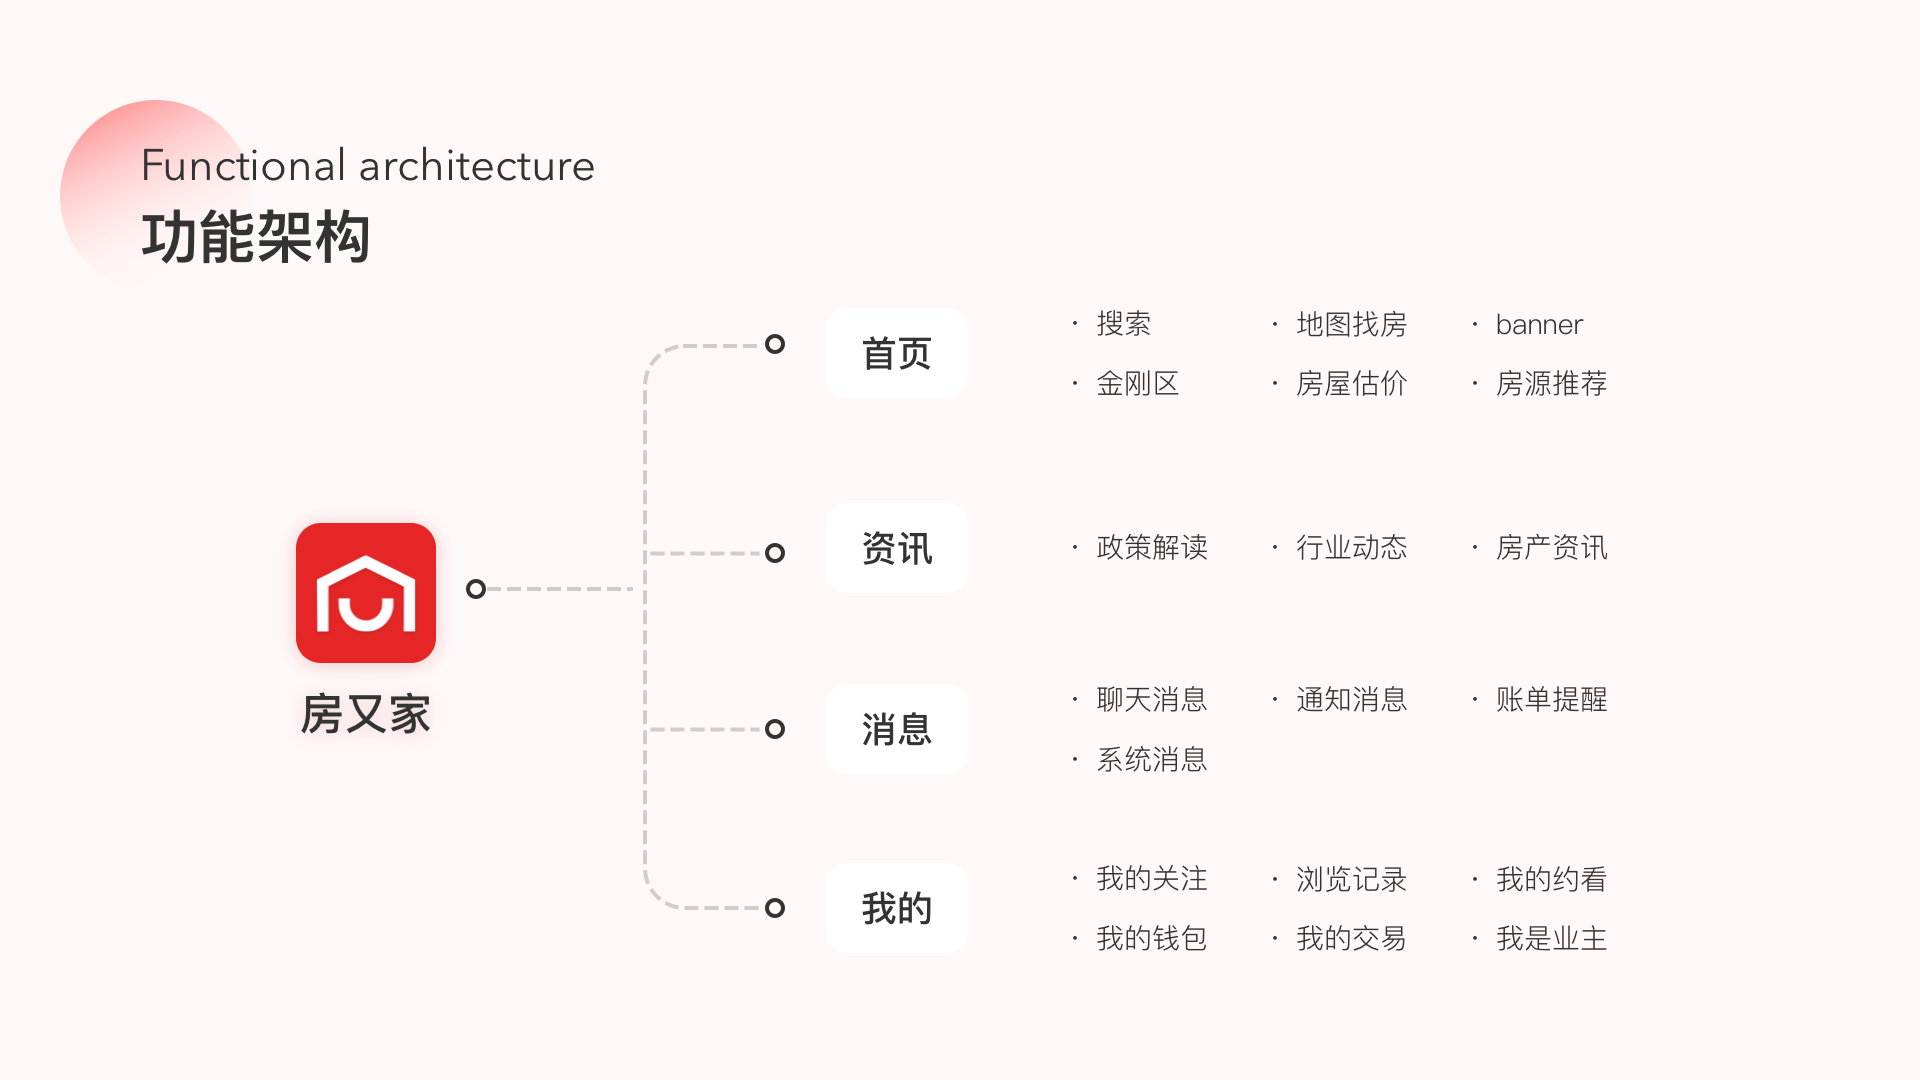 Functional architecture
功能架构
房又家
首页
· 搜索 · 地图找房 · banner
· 金刚区 · 房屋估价 · 房源推荐
资讯
· 政策解读 · 行业动态 · 房产资讯
消息
· 聊天消息 · 通知消息 · 账单提醒
· 系统消息
我的
· 我的关注 · 浏览记录 · 我的约看
· 我的钱包 · 我的交易 · 我是业主